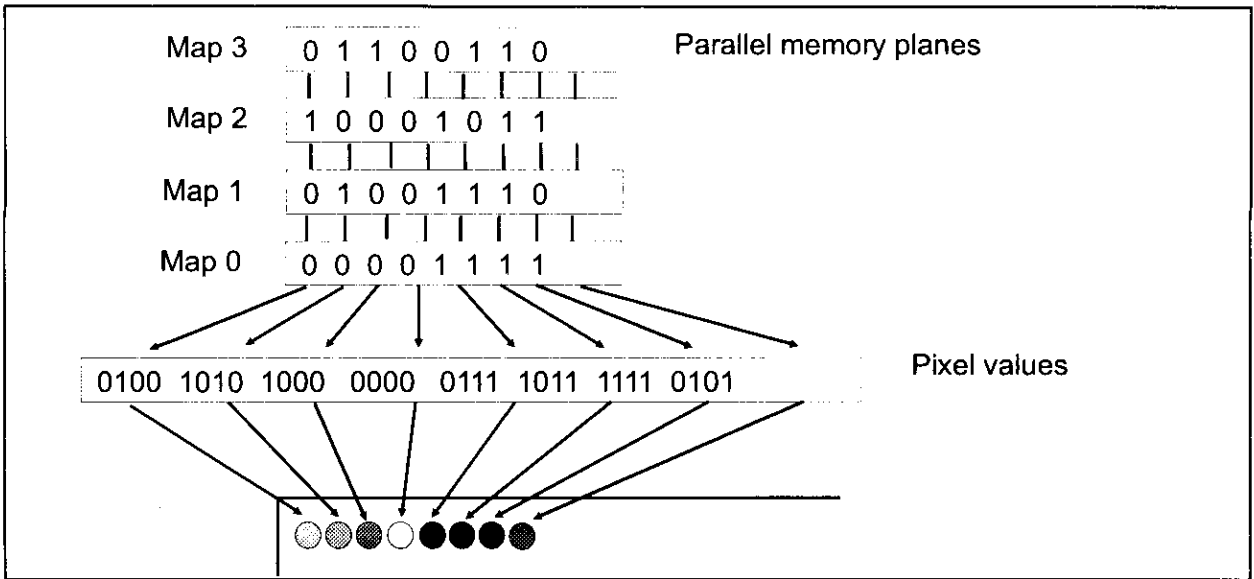 Map 3 0 1 1 0 0 1 1 0 Parallel memory planes
Map 2 1 0 0 0 1 0 1 1
Map 1 0 1 0 0 1 1 1 0
Map 0 0 0 0 0 1 1 1 1
0100 1010 1000 0000 0111 1011 1111 0101 Pixel values